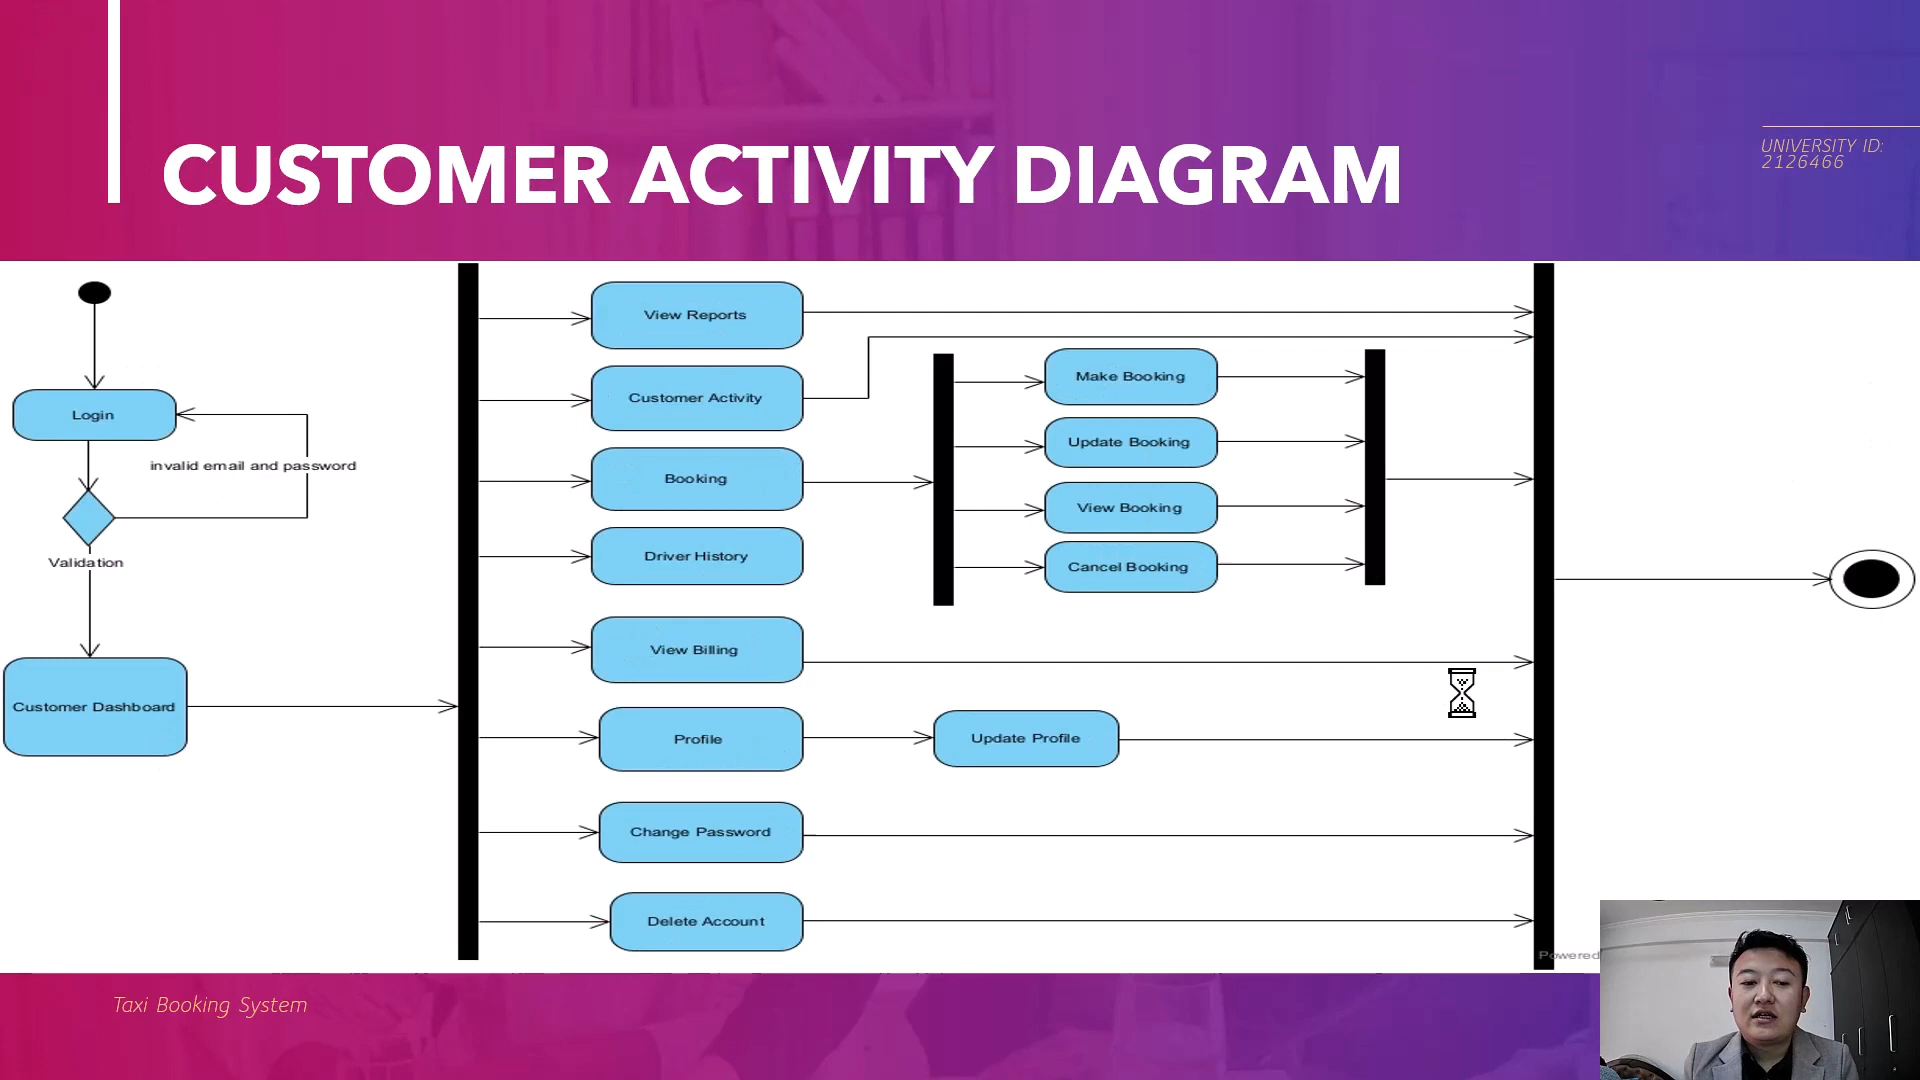 CUSTOMER ACTIVITY DIAGRAM
UNIVERSITY ID:
2126466
Login
invalid email and password
Validation
Customer Dashboard
View Reports
Customer Activity
Booking
Driver History
View Billing
Profile
Change Password
Delete Account
Make Booking
Update Booking
View Booking
Cancel Booking
Update Profile
Powered
Taxi Booking System